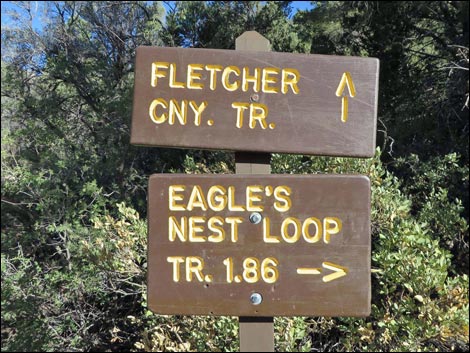 FLETCHER
CNY. TR.
EAGLE'S
NEST LOOP
TR. 1.86